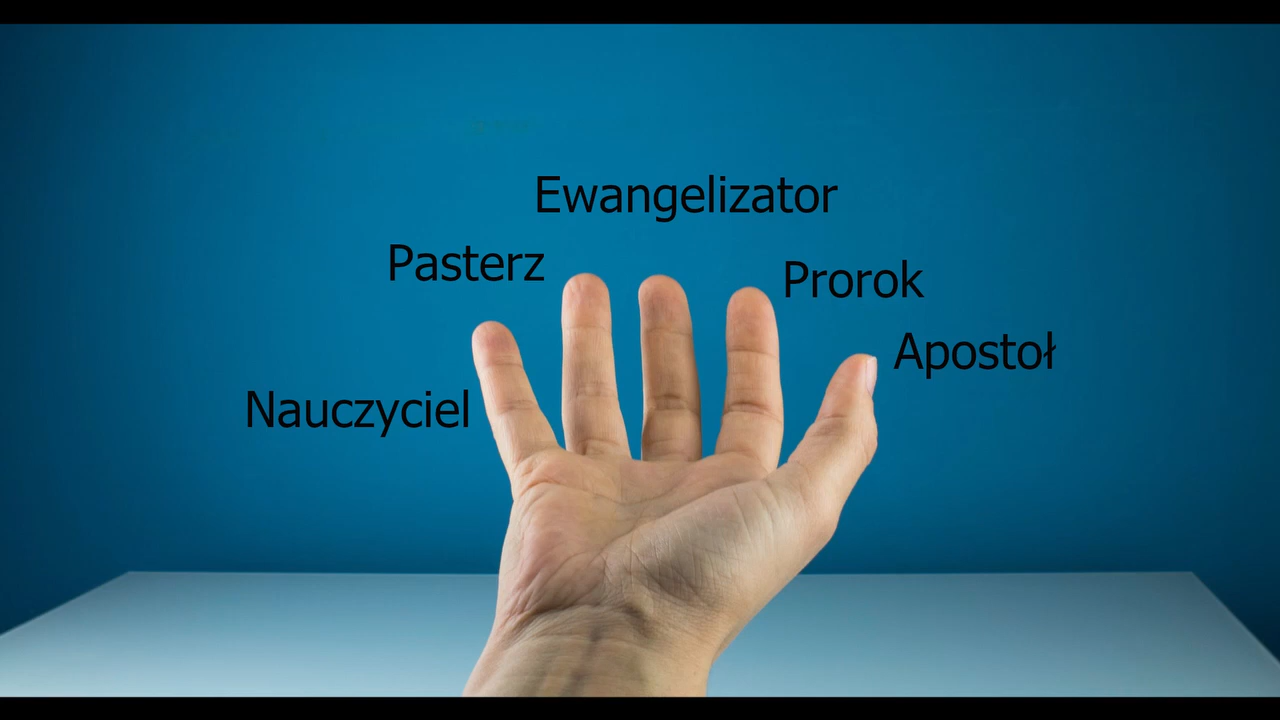 Ewangelizator
Pasterz
Prorok
Apostoł
Nauczyciel